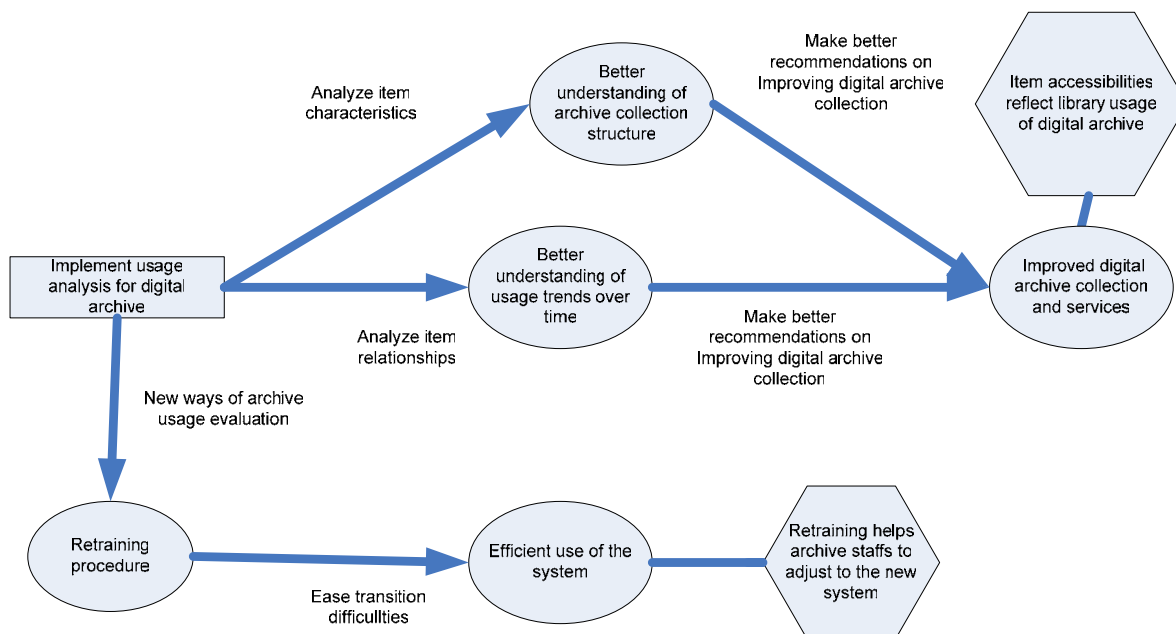 Analyze item
characteristics
Better
understanding of
archive collection
structure
Make better
recommendations on
Improving digital archive
collection
Item accessibilities
reflect library usage
of digital archive
Implement usage
analysis for digital
archive
Analyze item
relationships
Better
understanding of
usage trends over
time
Make better
recommendations on
Improving digital archive
collection
Improved digital
archive collection
and services
New ways of archive
usage evaluation
Retraining
procedure
Ease transition
difficullties
Efficient use of the
system
Retraining helps
archive staffs to
adjust to the new
system